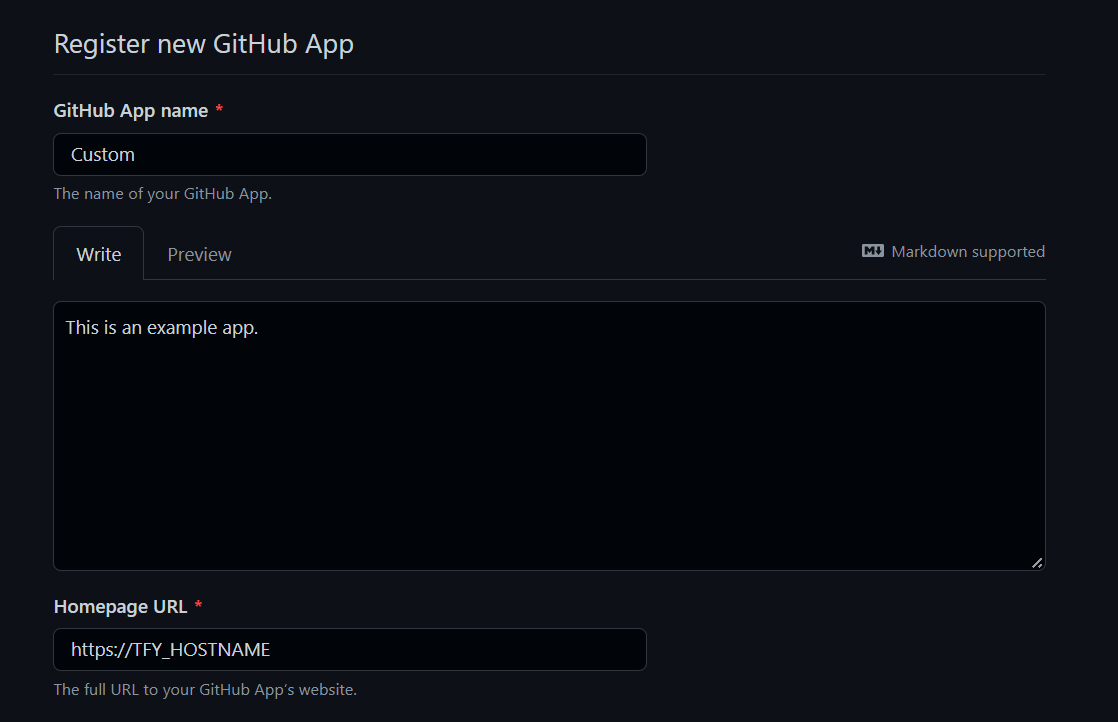 Register new GitHub App
GitHub App name *
Custom
The name of your GitHub App.
Write Preview Markdown supported
This is an example app.
Homepage URL *
https://TFY_HOSTNAME
The full URL to your GitHub App’s website.